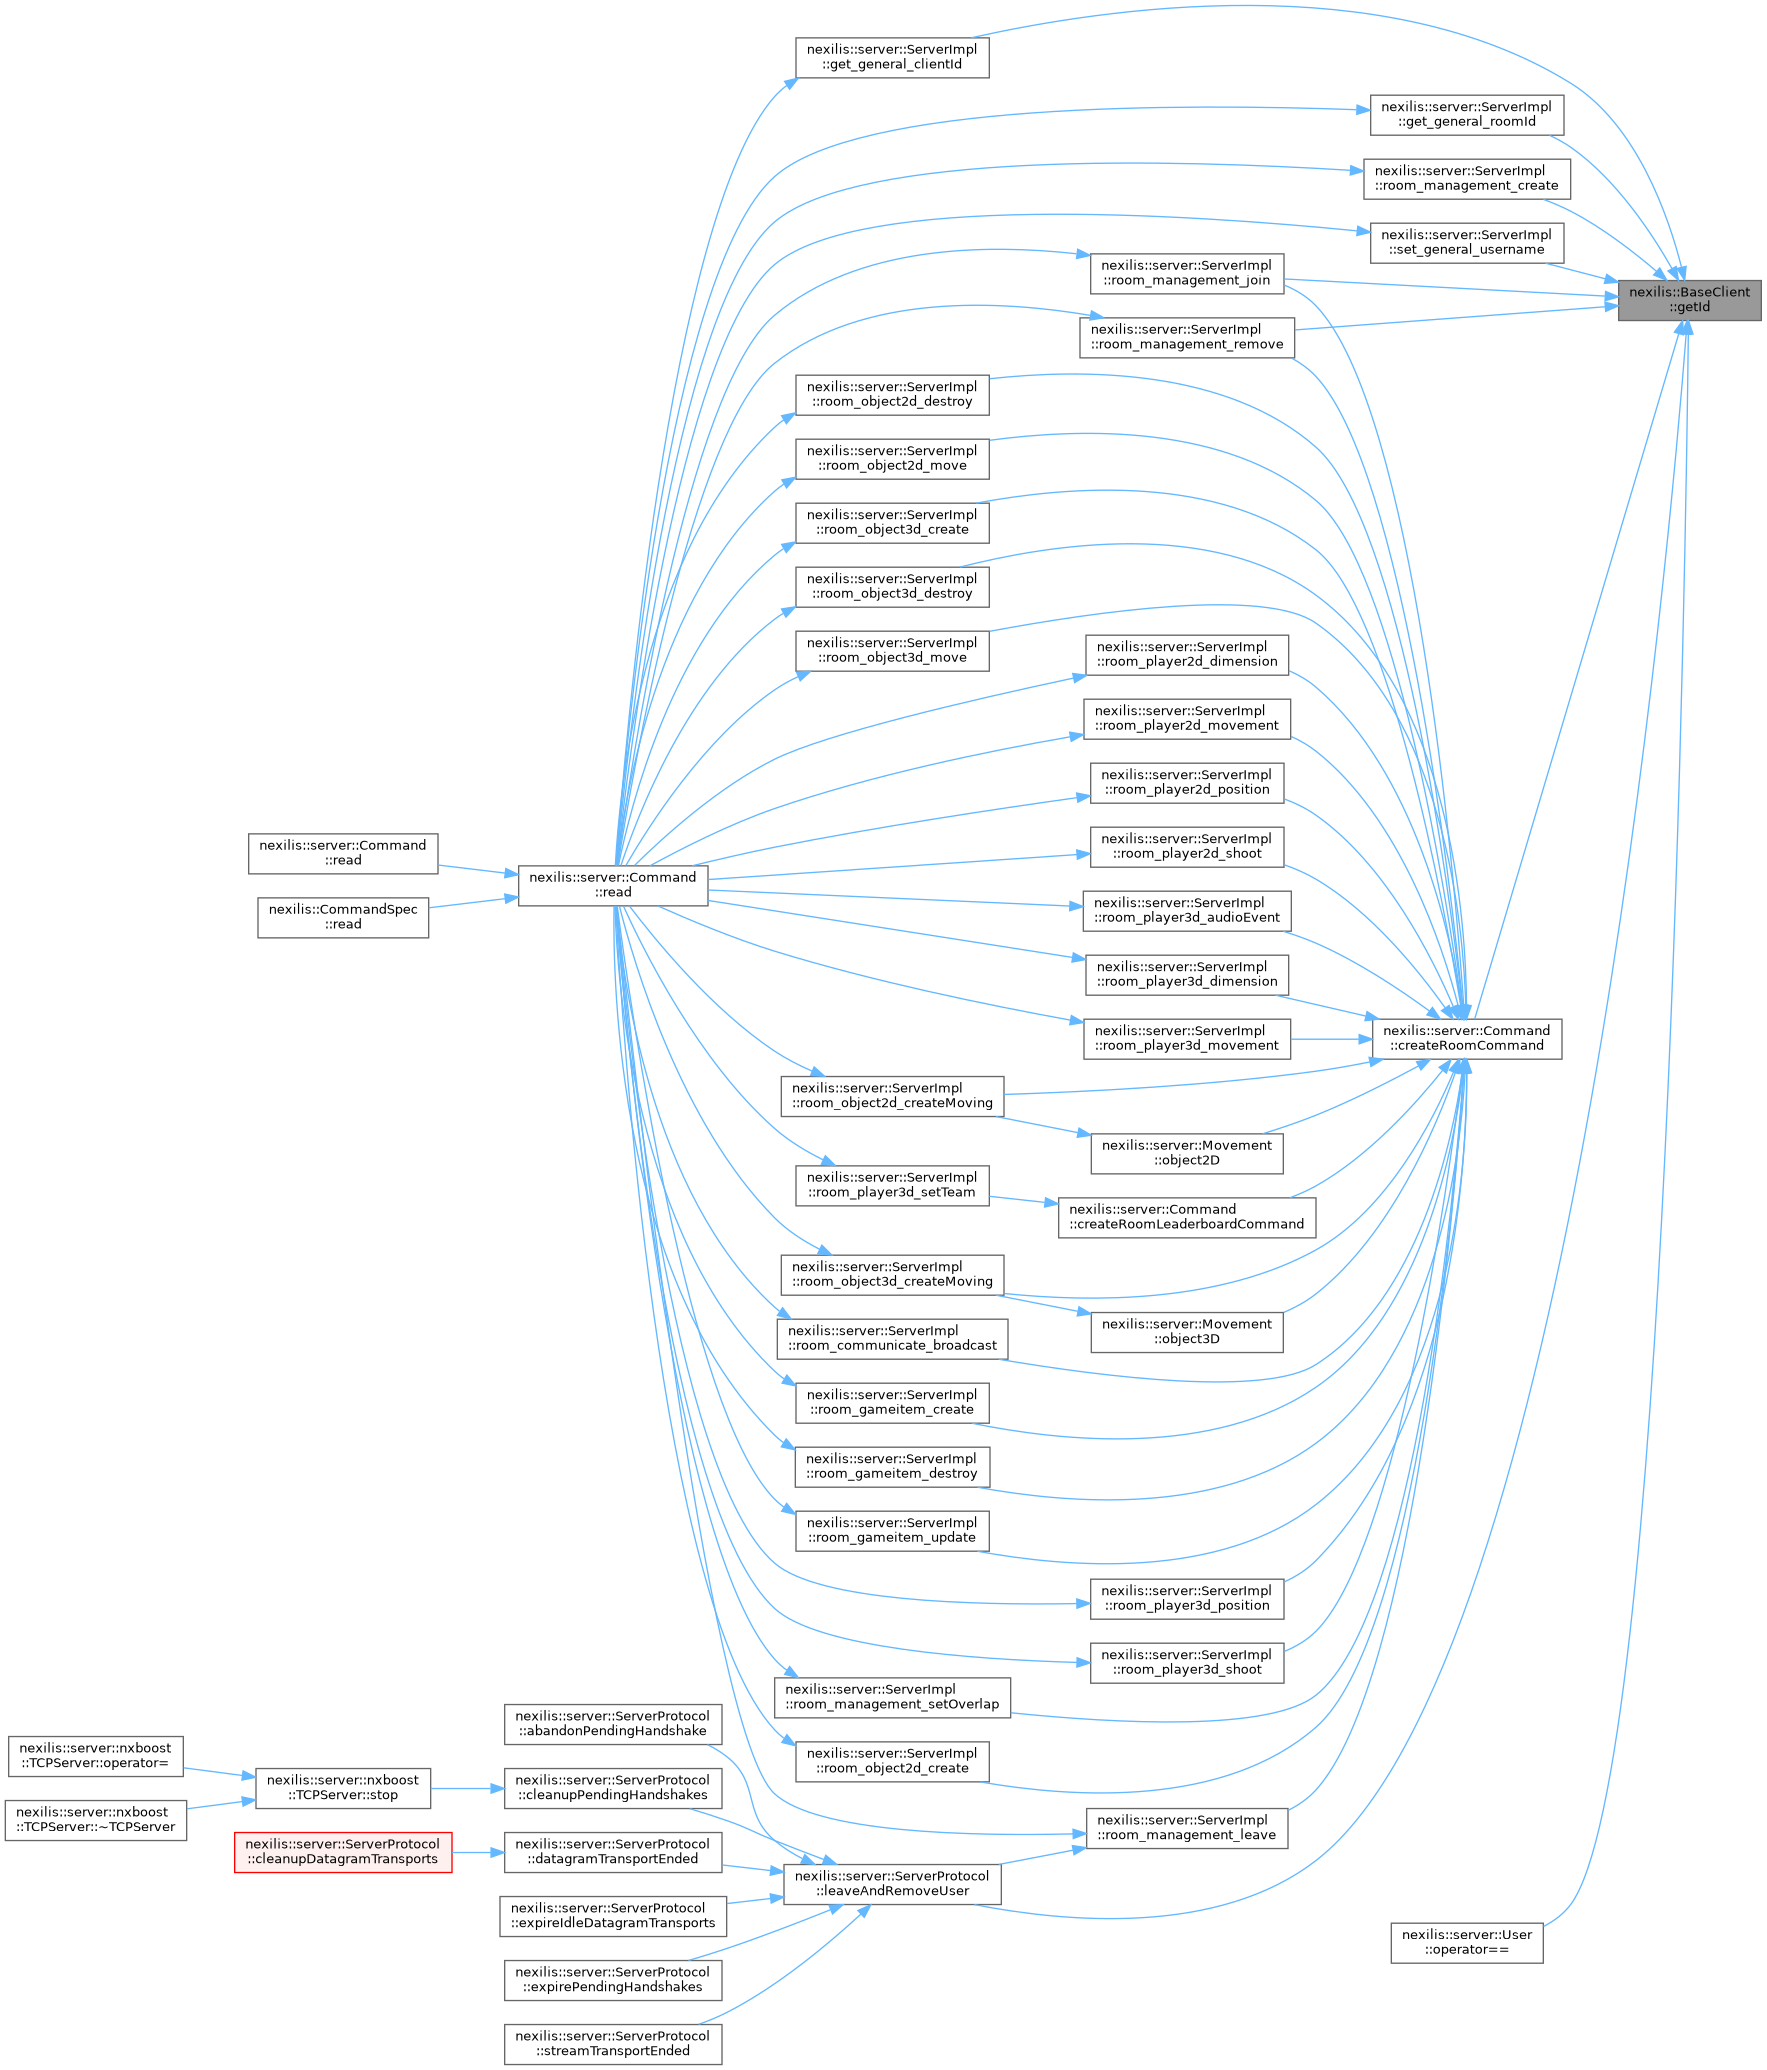 nexilis::server::ServerImpl
::get_general_clientId
nexilis::server::ServerImpl
::get_general_roomId
nexilis::server::ServerImpl
::room_management_create
nexilis::server::ServerImpl
::set_general_username
nexilis::server::ServerImpl
::room_management_join
nexilis::BaseClient
::getId
nexilis::server::ServerImpl
::room_management_remove
nexilis::server::ServerImpl
::room_object2d_destroy
nexilis::server::ServerImpl
::room_object2d_move
nexilis::server::ServerImpl
::room_object3d_create
nexilis::server::ServerImpl
::room_object3d_destroy
nexilis::server::ServerImpl
::room_object3d_move
nexilis::server::ServerImpl
::room_player2d_dimension
nexilis::server::ServerImpl
::room_player2d_movement
nexilis::server::ServerImpl
::room_player2d_position
nexilis::server::ServerImpl
::room_player2d_shoot
nexilis::server::Command
::read
nexilis::server::Command
::read
nexilis::CommandSpec
::read
nexilis::server::ServerImpl
::room_player3d_audioEvent
nexilis::server::ServerImpl
::room_player3d_dimension
nexilis::server::ServerImpl
::room_player3d_movement
nexilis::server::Command
::createRoomCommand
nexilis::server::ServerImpl
::room_object2d_createMoving
nexilis::server::Movement
::object2D
nexilis::server::ServerImpl
::room_player3d_setTeam
nexilis::server::Command
::createRoomLeaderboardCommand
nexilis::server::ServerImpl
::room_object3d_createMoving
nexilis::server::Movement
::object3D
nexilis::server::ServerImpl
::room_communicate_broadcast
nexilis::server::ServerImpl
::room_gameitem_create
nexilis::server::ServerImpl
::room_gameitem_destroy
nexilis::server::ServerImpl
::room_gameitem_update
nexilis::server::ServerImpl
::room_player3d_position
nexilis::server::ServerImpl
::room_player3d_shoot
nexilis::server::ServerImpl
::room_management_setOverlap
nexilis::server::ServerProtocol
::abandonPendingHandshake
nexilis::server::ServerImpl
::room_object2d_create
nexilis::server::nxboost
::TCPServer::operator=
nexilis::server::nxboost
::TCPServer::stop
nexilis::server::ServerProtocol
::cleanupPendingHandshakes
nexilis::server::nxboost
::TCPServer::~TCPServer
nexilis::server::ServerImpl
::room_management_leave
nexilis::server::ServerProtocol
::cleanupDatagramTransports
nexilis::server::ServerProtocol
::datagramTransportEnded
nexilis::server::ServerProtocol
::leaveAndRemoveUser
nexilis::server::ServerProtocol
::expireIdleDatagramTransports
nexilis::server::User
::operator==
nexilis::server::ServerProtocol
::expirePendingHandshakes
nexilis::server::ServerProtocol
::streamTransportEnded